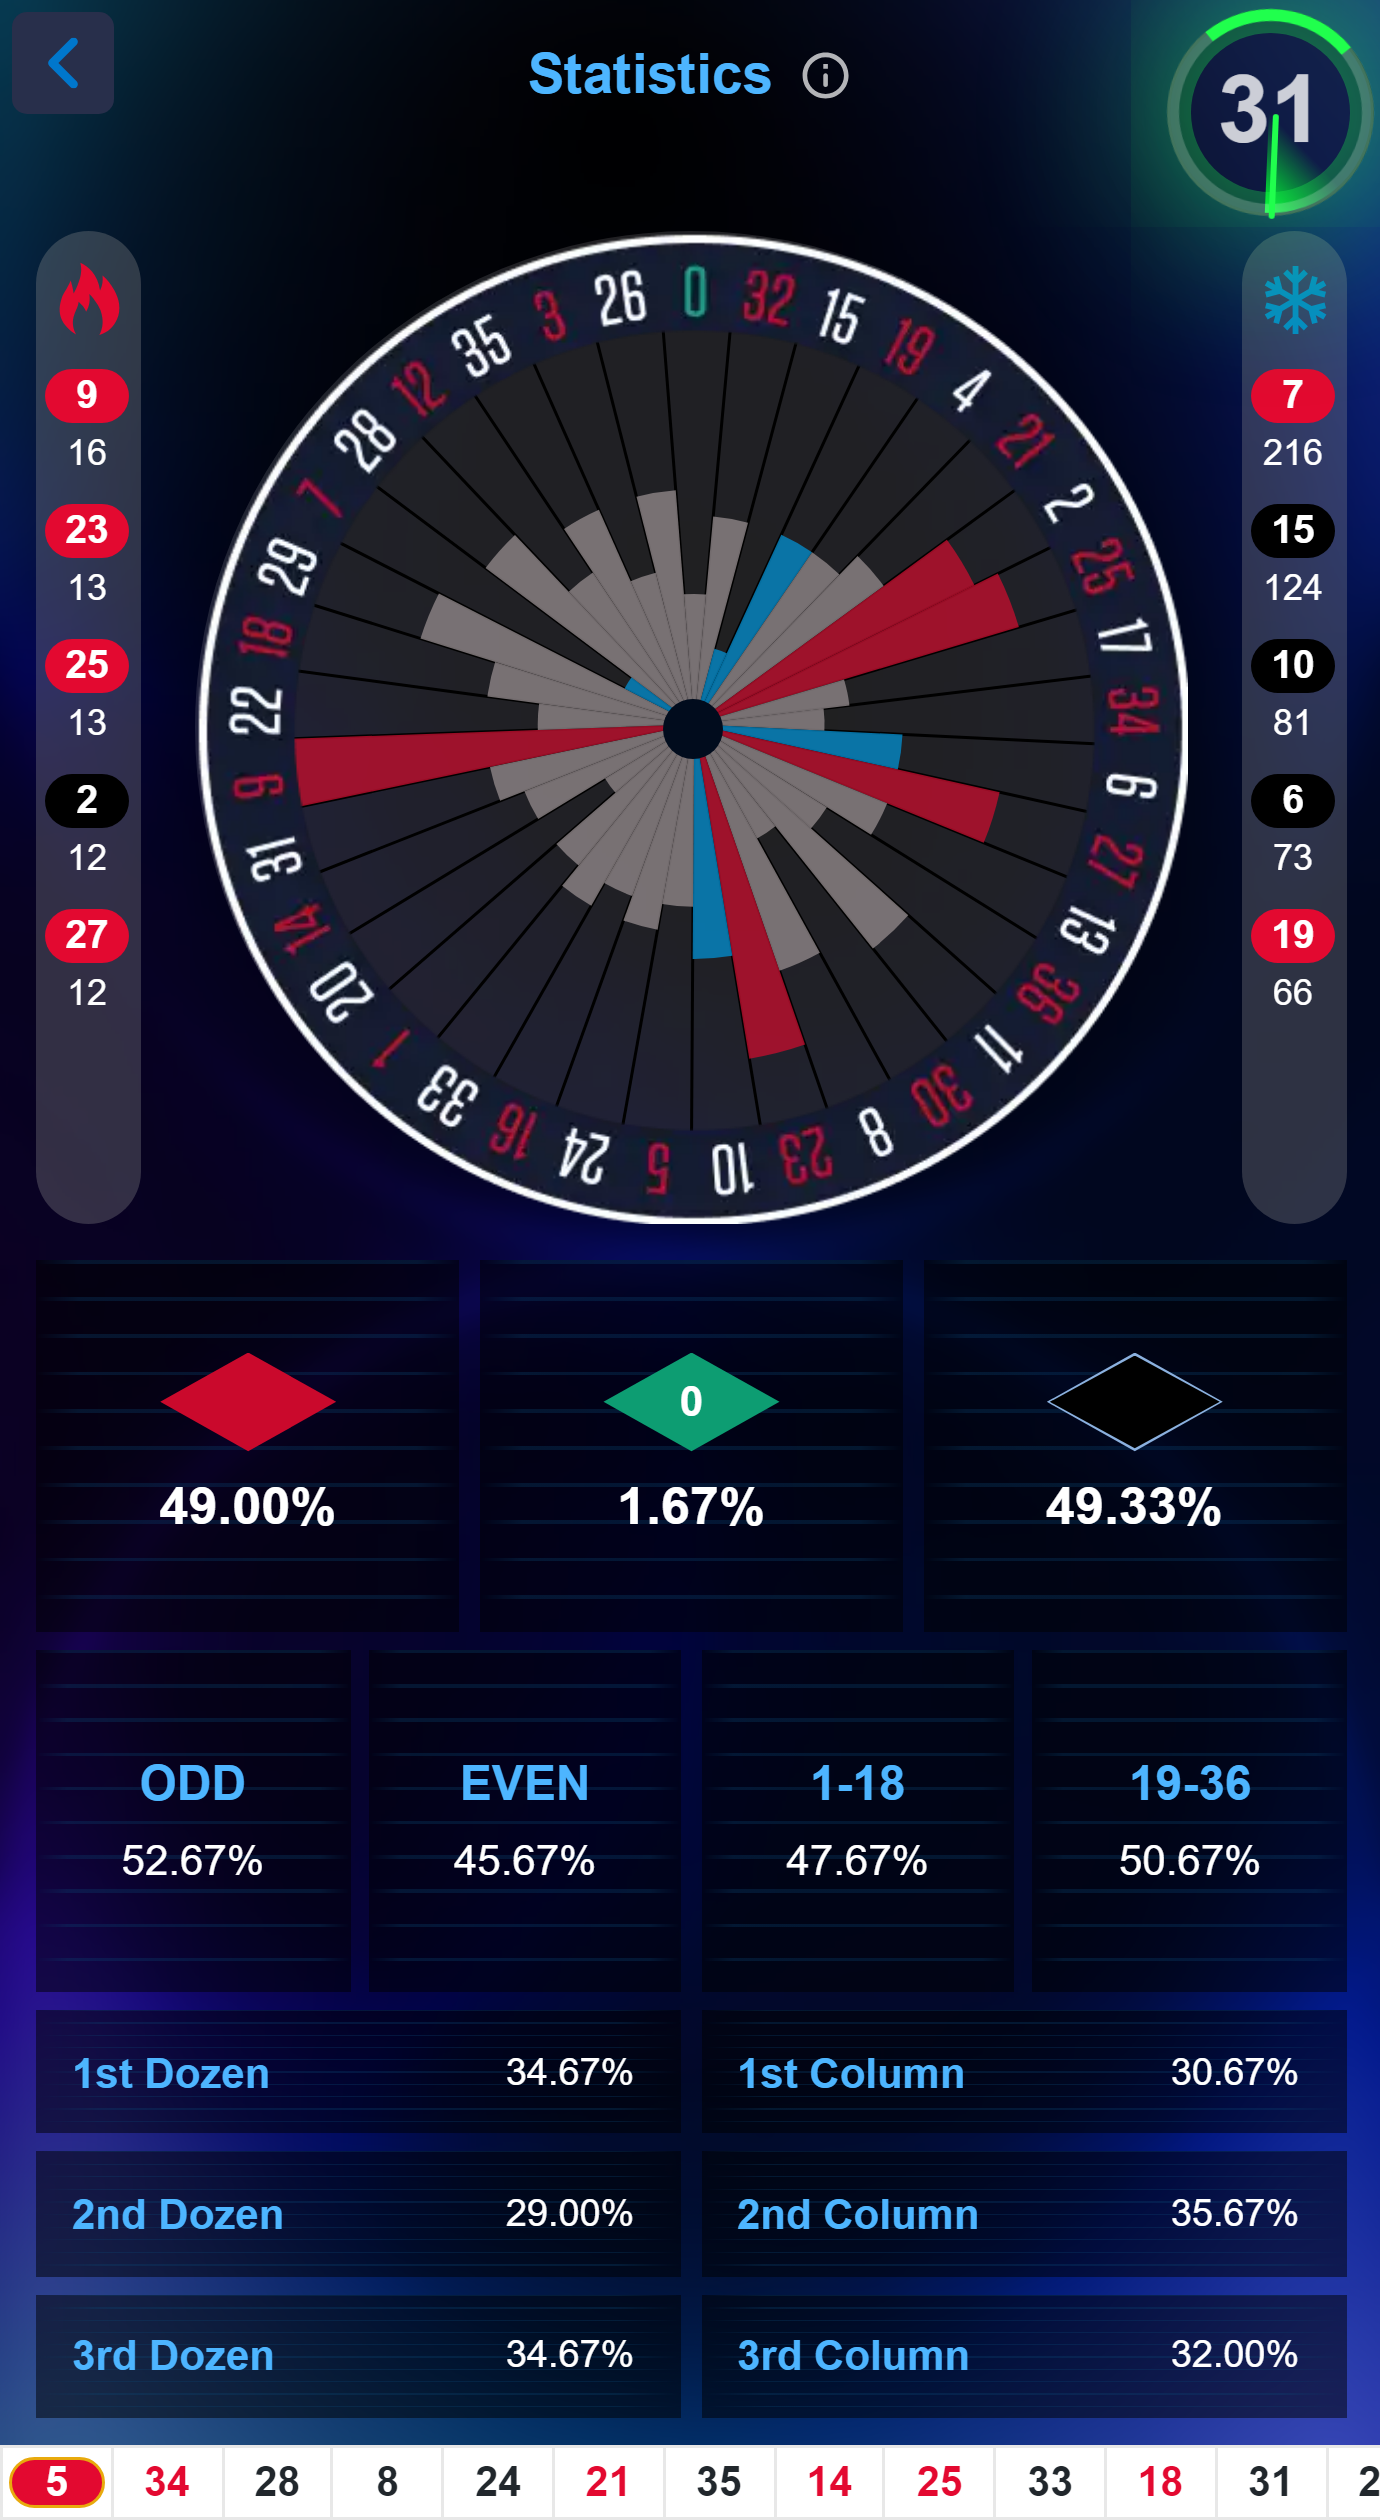 Statistics
31
9
16
23
13
25
13
2
12
27
12
0 32 15 19 4 21 2 25 17 34 6 27 13 36 11 30 8 23 10 5 24 16 33 1 20 14 31 9 22 18 29 7 28 12 35 3 26
7
216
15
124
10
81
6
73
19
66
0
49.00% 1.67% 49.33%
ODD EVEN 1-18 19-36
52.67% 45.67% 47.67% 50.67%
1st Dozen 34.67% 1st Column 30.67%
2nd Dozen 29.00% 2nd Column 35.67%
3rd Dozen 34.67% 3rd Column 32.00%
5 34 28 8 24 21 35 14 25 33 18 31